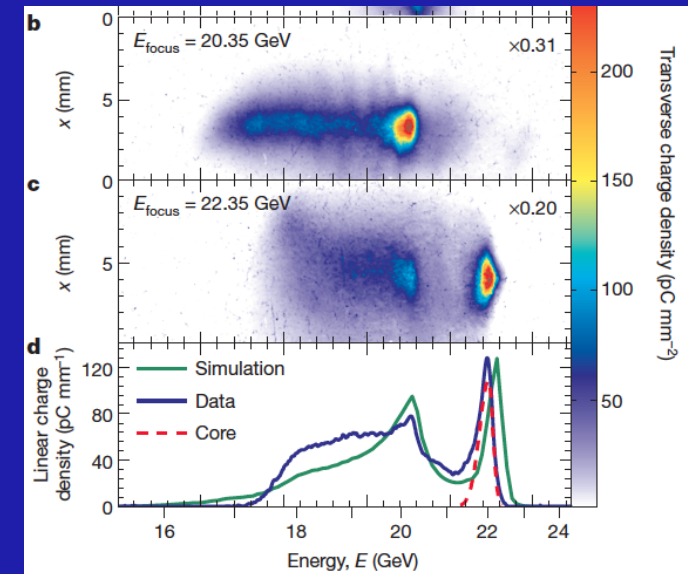 b
0
E focus = 20.35 GeV
×0.31
5
x (mm)
0
c
E focus = 22.35 GeV
×0.20
5
x (mm)
200
150
100
50
Transverse charge density (pC mm⁻²)
d
120
80
40
0
Linear charge
density (pC mm⁻¹)
Simulation
Data
Core
16 18 20 22 24
Energy, E (GeV)